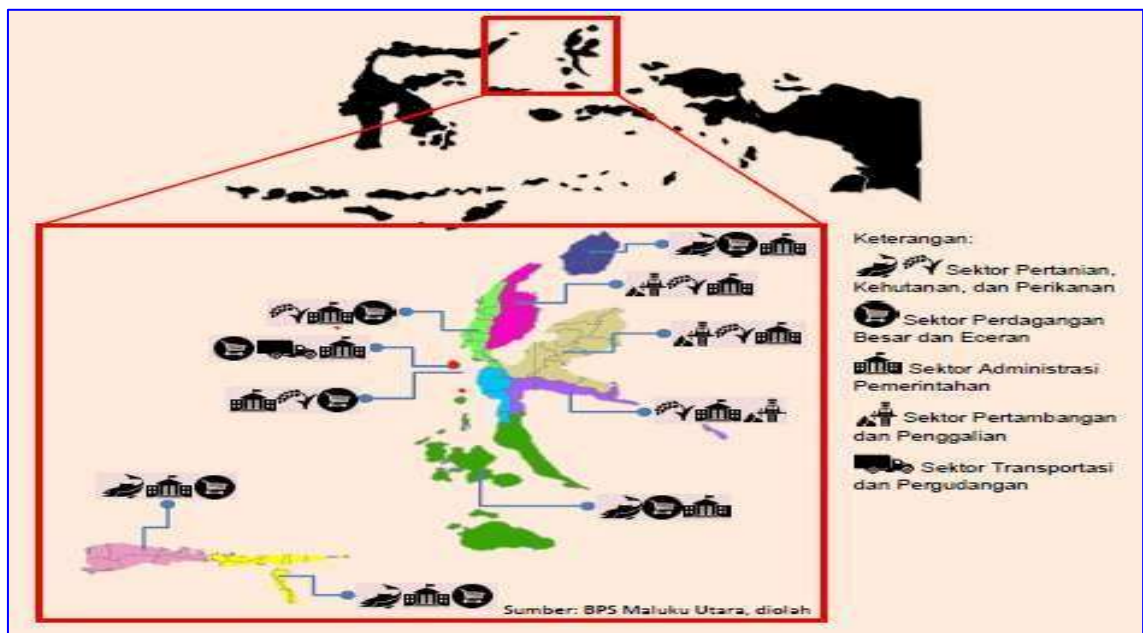 Keterangan:
Sektor Pertanian,
Kehutanan, dan Perikanan
Sektor Perdagangan
Besar dan Eceran
Sektor Administrasi
Pemerintahan
Sektor Pertambangan
dan Penggalian
Sektor Transportasi
dan Pergudangan
Sumber: BPS Maluku Utara, diolah